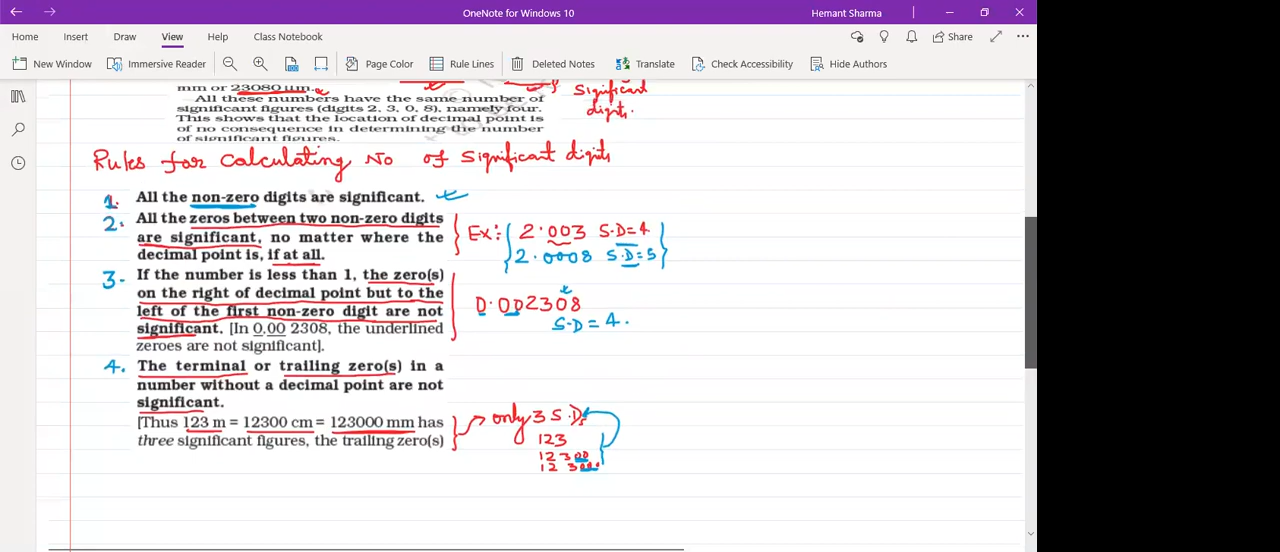 OneNote for Windows 10
Hemant Sharma
Home Insert Draw View Help Class Notebook
Share
New Window Immersive Reader Page Color Rule Lines Deleted Notes Translate Check Accessibility Hide Authors
mm or 23080 μm.
significant
digits.
All these numbers have the same number of
significant figures (digits 2, 3, 0, 8), namely four.
This shows that the location of decimal point is
of no consequence in determining the number
of significant figures.
Rules for Calculating No of Significant digits
1. All the non-zero digits are significant.
2. All the zeros between two non-zero digits
are significant, no matter where the
decimal point is, if at all.
Ex: 2.003 S.D=4
2.0008 S.D=5
3. If the number is less than 1, the zero(s)
on the right of decimal point but to the
left of the first non-zero digit are not
significant. [In 0.00 2308, the underlined
zeroes are not significant].
0.002308
S.D=4.
4. The terminal or trailing zero(s) in a
number without a decimal point are not
significant.
[Thus 123 m = 12300 cm = 123000 mm has
three significant figures, the trailing zero(s)
only 3 S.Ds
123
12300
123000